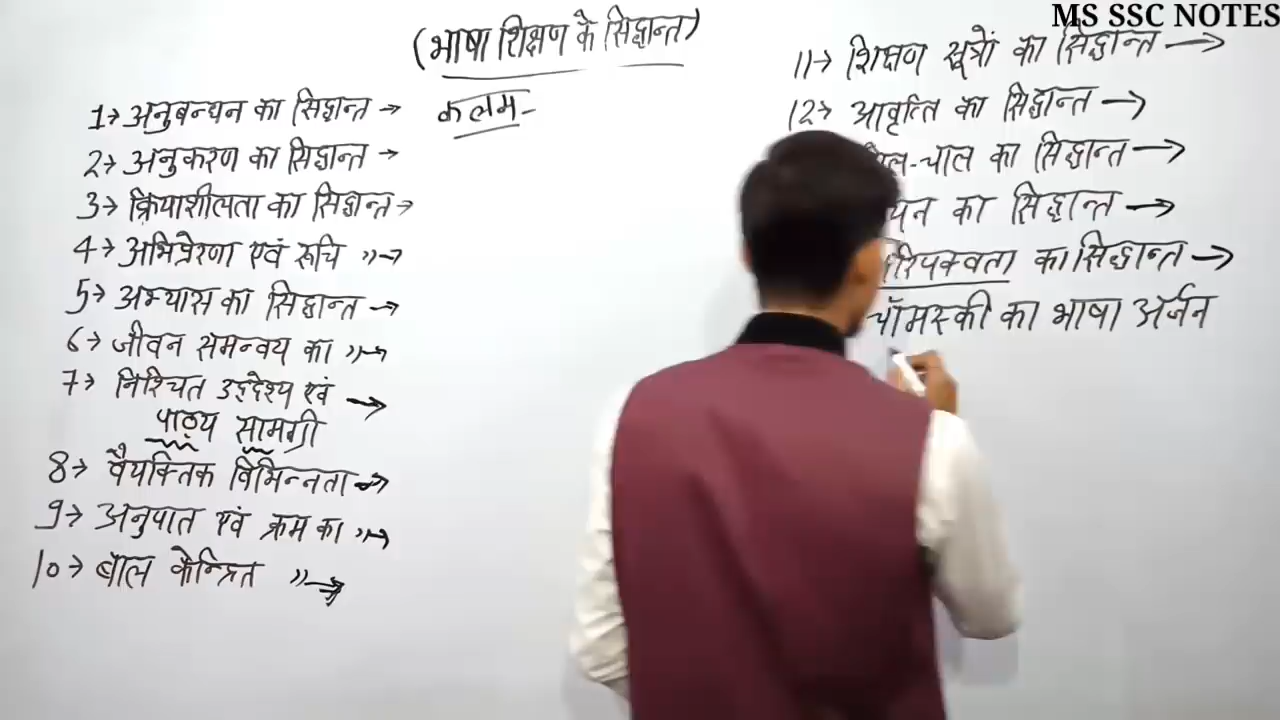 MS SSC NOTES
(भाषा शिक्षण के सिद्धान्त)
1→ अनुबन्धन का सिद्धान्त →
कलम-
2→ अनुकरण का सिद्धान्त →
3→ क्रियाशीलता का सिद्धान्त →
4→ अभिप्रेरणा एवं रूचि ”→
5→ अभ्यास का सिद्धान्त →
6→ जीवन समन्वय का ”→
7→ निश्चित उद्देश्य एवं →
पाठ्य सामग्री
8→ वैयक्तिक विभिन्नता →
9→ अनुपात एवं क्रम का ”→
10→ बाल केन्द्रित ”→
11→ शिक्षण सूत्रों का सिद्धान्त →
12→ आवृत्ति का सिद्धान्त →
-चाल का सिद्धान्त →
का सिद्धान्त →
का सिद्धान्त →
चॉमस्की का भाषा अर्जन